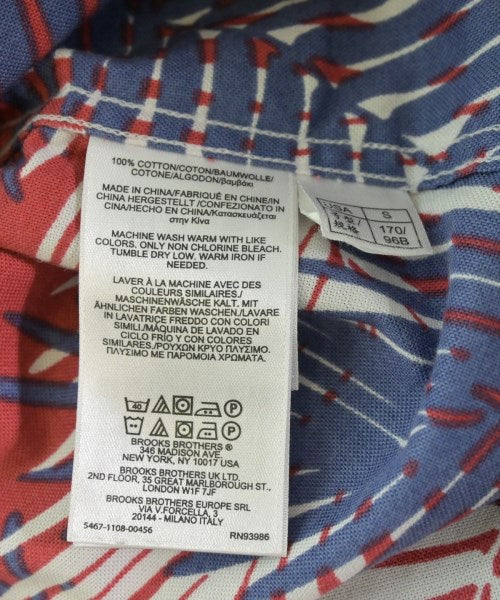 100% COTTON/COTON/BAUMWOLLE/
COTONE/ALGODON/βαμβάκι
MADE IN CHINA/FABRIQUÉ EN CHINE/IN
CHINA HERGESTELLT /CONFEZIONATO IN
CINA/HECHO EN CHINA/Κατασκευάζεται
στην Κίνα
MACHINE WASH WARM WITH LIKE
COLORS. ONLY NON CHLORINE BLEACH.
TUMBLE DRY LOW. WARM IRON IF
NEEDED.
LAVER À LA MACHINE AVEC DES
COULEURS SIMILAIRES./
MASCHINENWÄSCHE KALT. MIT
ÄHNLICHEN FARBEN WASCHEN/LAVARE
IN LAVATRICE FREDDO CON COLORI
SIMILI./MÁQUINA DE LAVADO EN
CICLO FRÍO Y CON COLORES
SIMILARES./ΡΟΥΧΩΝ ΚΡΥΟ ΠΛΥΣΙΜΟ
ΠΛΥΣΙΜΟ ΜΕ ΠΑΡΟΜΟΙΑ ΧΡΩΜΑΤΑ.
40
P
P
BROOKS BROTHERS ®
346 MADISON AVE.
NEW YORK, NY 10017 USA
BROOKS BROTHERS UK LTD
2ND FLOOR, 35 GREAT MARLBOROUGH ST.,
LONDON W1F 7JF
BROOKS BROTHERS EUROPE SRL
VIA V.FORCELLA, 3
20144 - MILANO ITALY
5467-1108-00456 RN93986
USA S
号型/规格 170/
96B